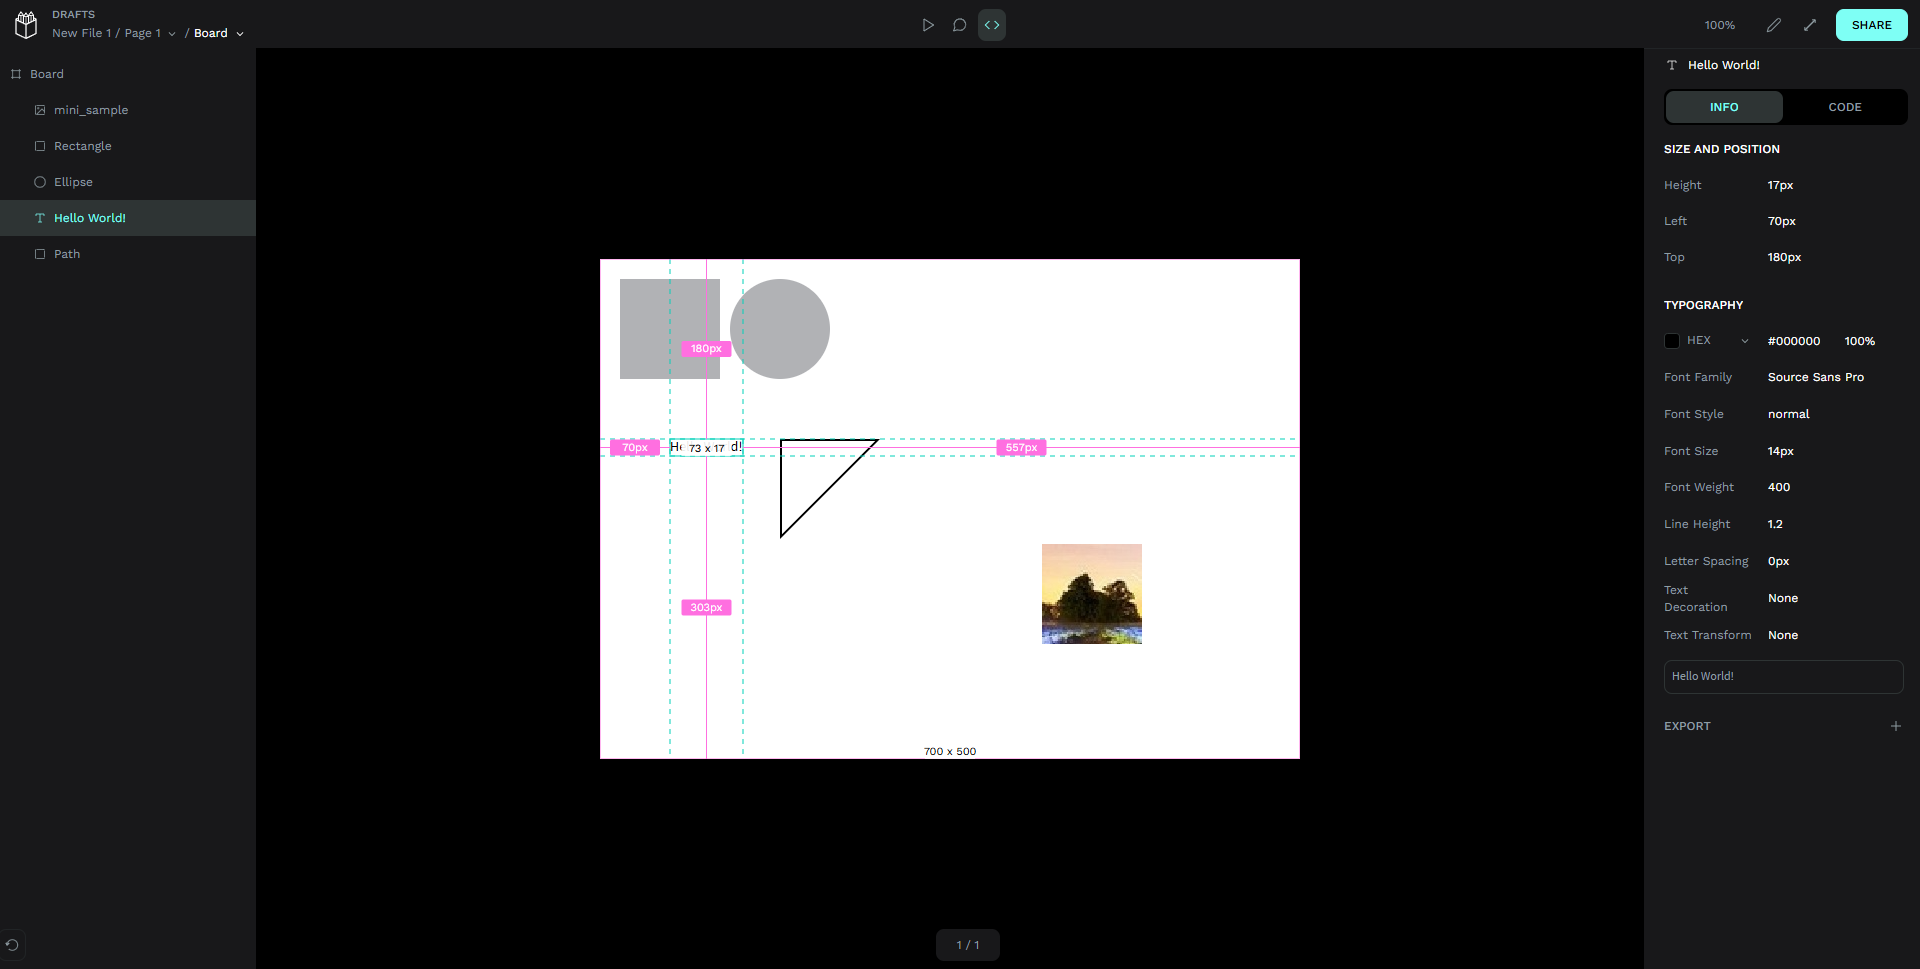 DRAFTS
New File 1 / Page 1 / Board
100%
SHARE
Board
mini_sample
Rectangle
Ellipse
Hello World!
Path
180px
70px
73 x 17
d!
557px
303px
700 x 500
1 / 1
Hello World!
INFO
CODE
SIZE AND POSITION
Height 17px
Left 70px
Top 180px
TYPOGRAPHY
HEX #000000 100%
Font Family Source Sans Pro
Font Style normal
Font Size 14px
Font Weight 400
Line Height 1.2
Letter Spacing 0px
Text Decoration None
Text Transform None
Hello World!
EXPORT